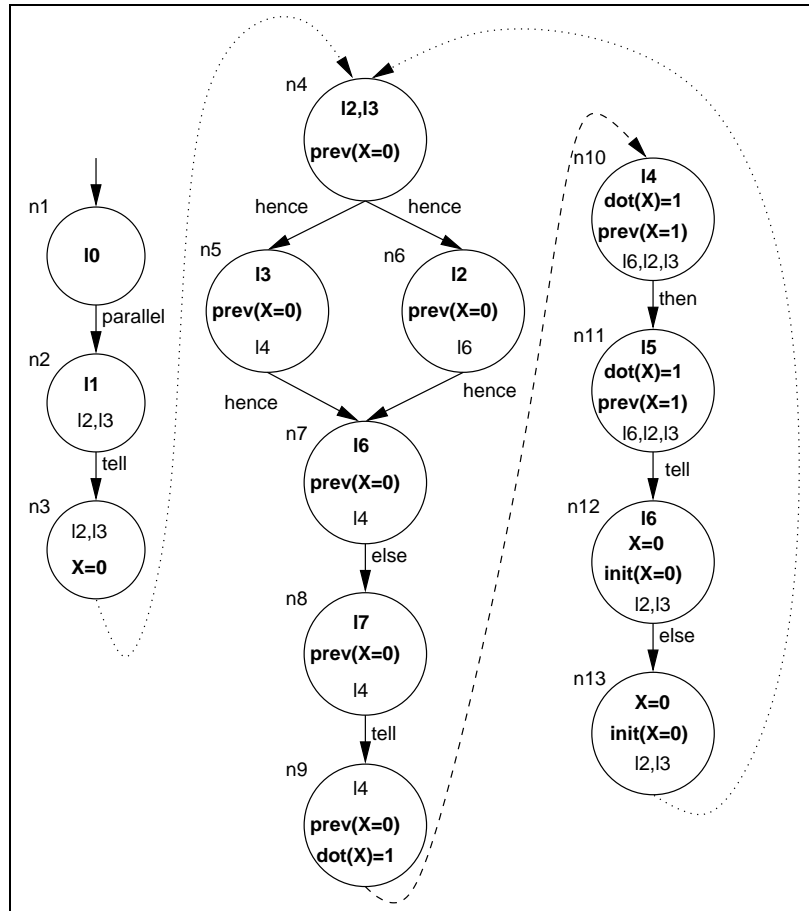 n1
l0
parallel
n2
l1
l2,l3
tell
n3
l2,l3
X=0
n4
l2,l3
prev(X=0)
hence
hence
n5
l3
prev(X=0)
l4
n6
l2
prev(X=0)
l6
hence
hence
n7
l6
prev(X=0)
l4
else
n8
l7
prev(X=0)
l4
tell
n9
l4
prev(X=0)
dot(X)=1
n10
l4
dot(X)=1
prev(X=1)
l6,l2,l3
then
n11
l5
dot(X)=1
prev(X=1)
l6,l2,l3
tell
n12
l6
X=0
init(X=0)
l2,l3
else
n13
X=0
init(X=0)
l2,l3